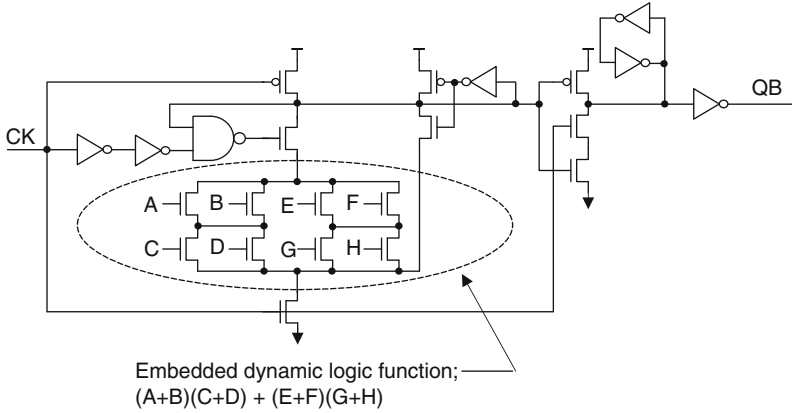 QB
CK
A B E F
C D G H
Embedded dynamic logic function;
(A+B)(C+D) + (E+F)(G+H)